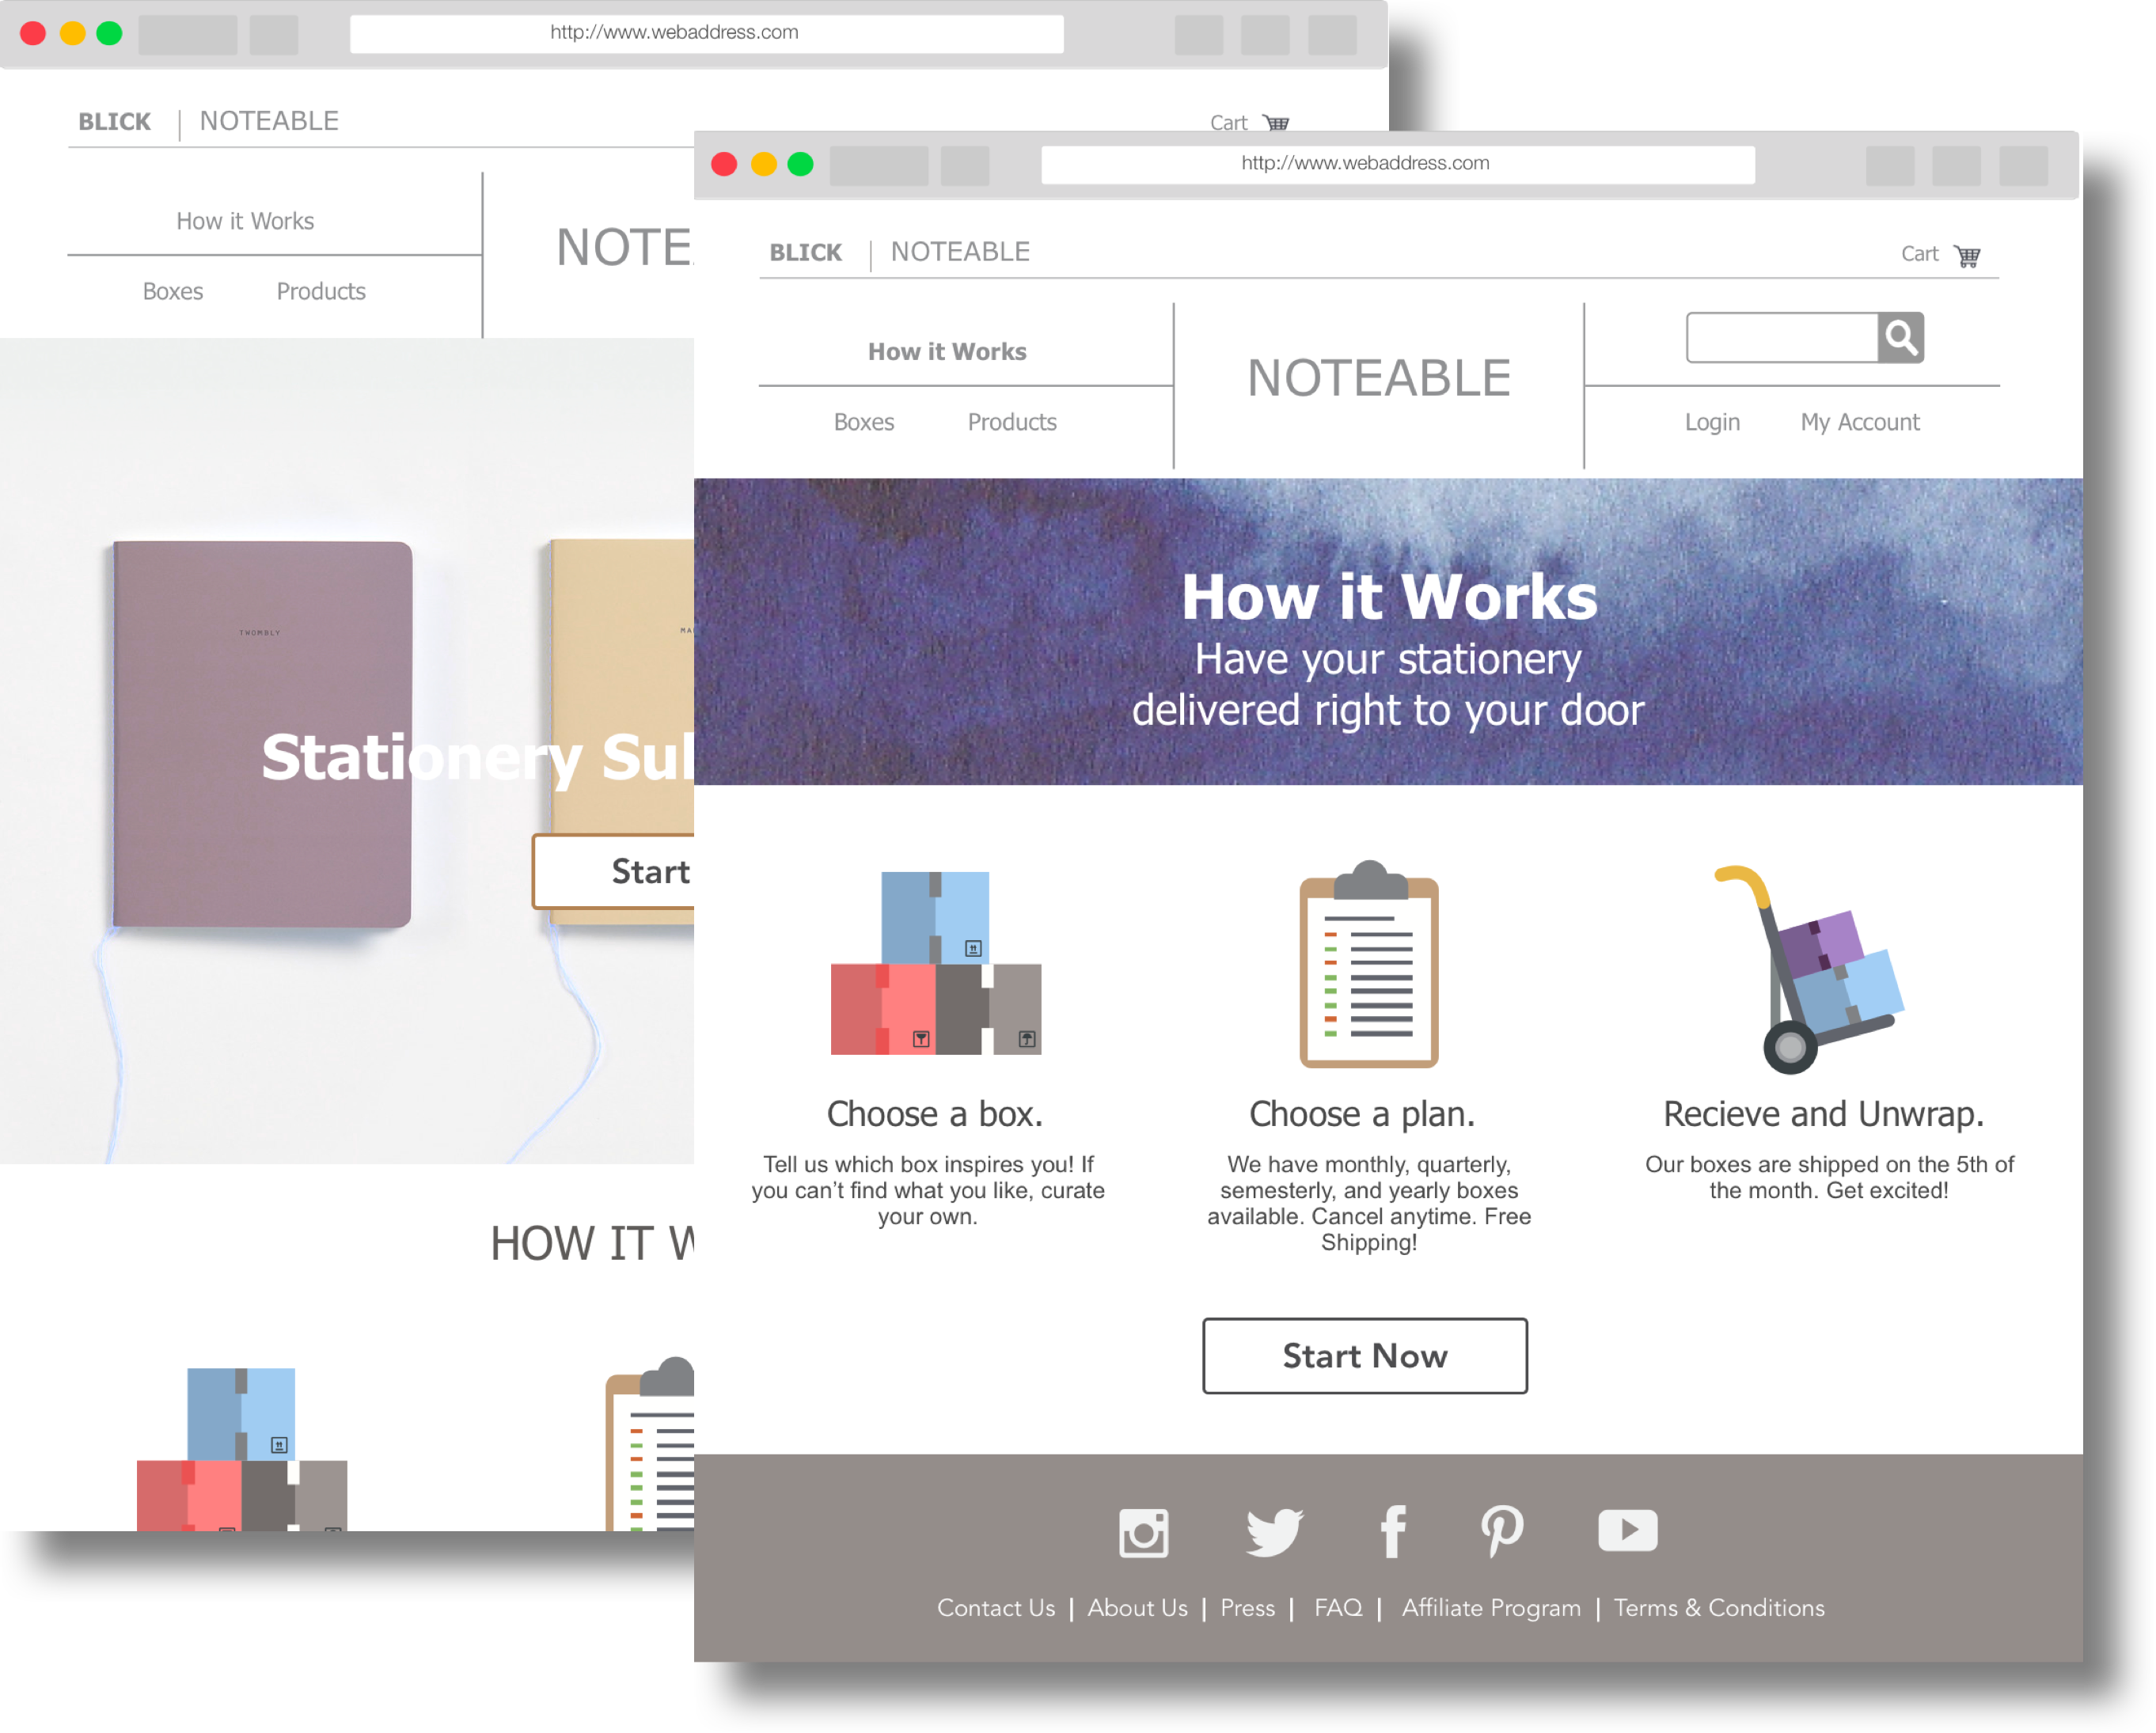 http://www.webaddress.com
BLICK | NOTEABLE
Cart
How it Works
Boxes Products
NOTE
THOMBLY
MA
Stationery Su
Start
HOW IT
http://www.webaddress.com
BLICK | NOTEABLE
Cart
How it Works
Boxes Products
NOTEABLE
Login My Account
How it Works
Have your stationery
delivered right to your door
Choose a box.
Tell us which box inspires you! If
you can’t find what you like, curate
your own.
Choose a plan.
We have monthly, quarterly,
semesterly, and yearly boxes
available. Cancel anytime. Free
Shipping!
Recieve and Unwrap.
Our boxes are shipped on the 5th of
the month. Get excited!
Start Now
Contact Us | About Us | Press | FAQ | Affiliate Program | Terms & Conditions